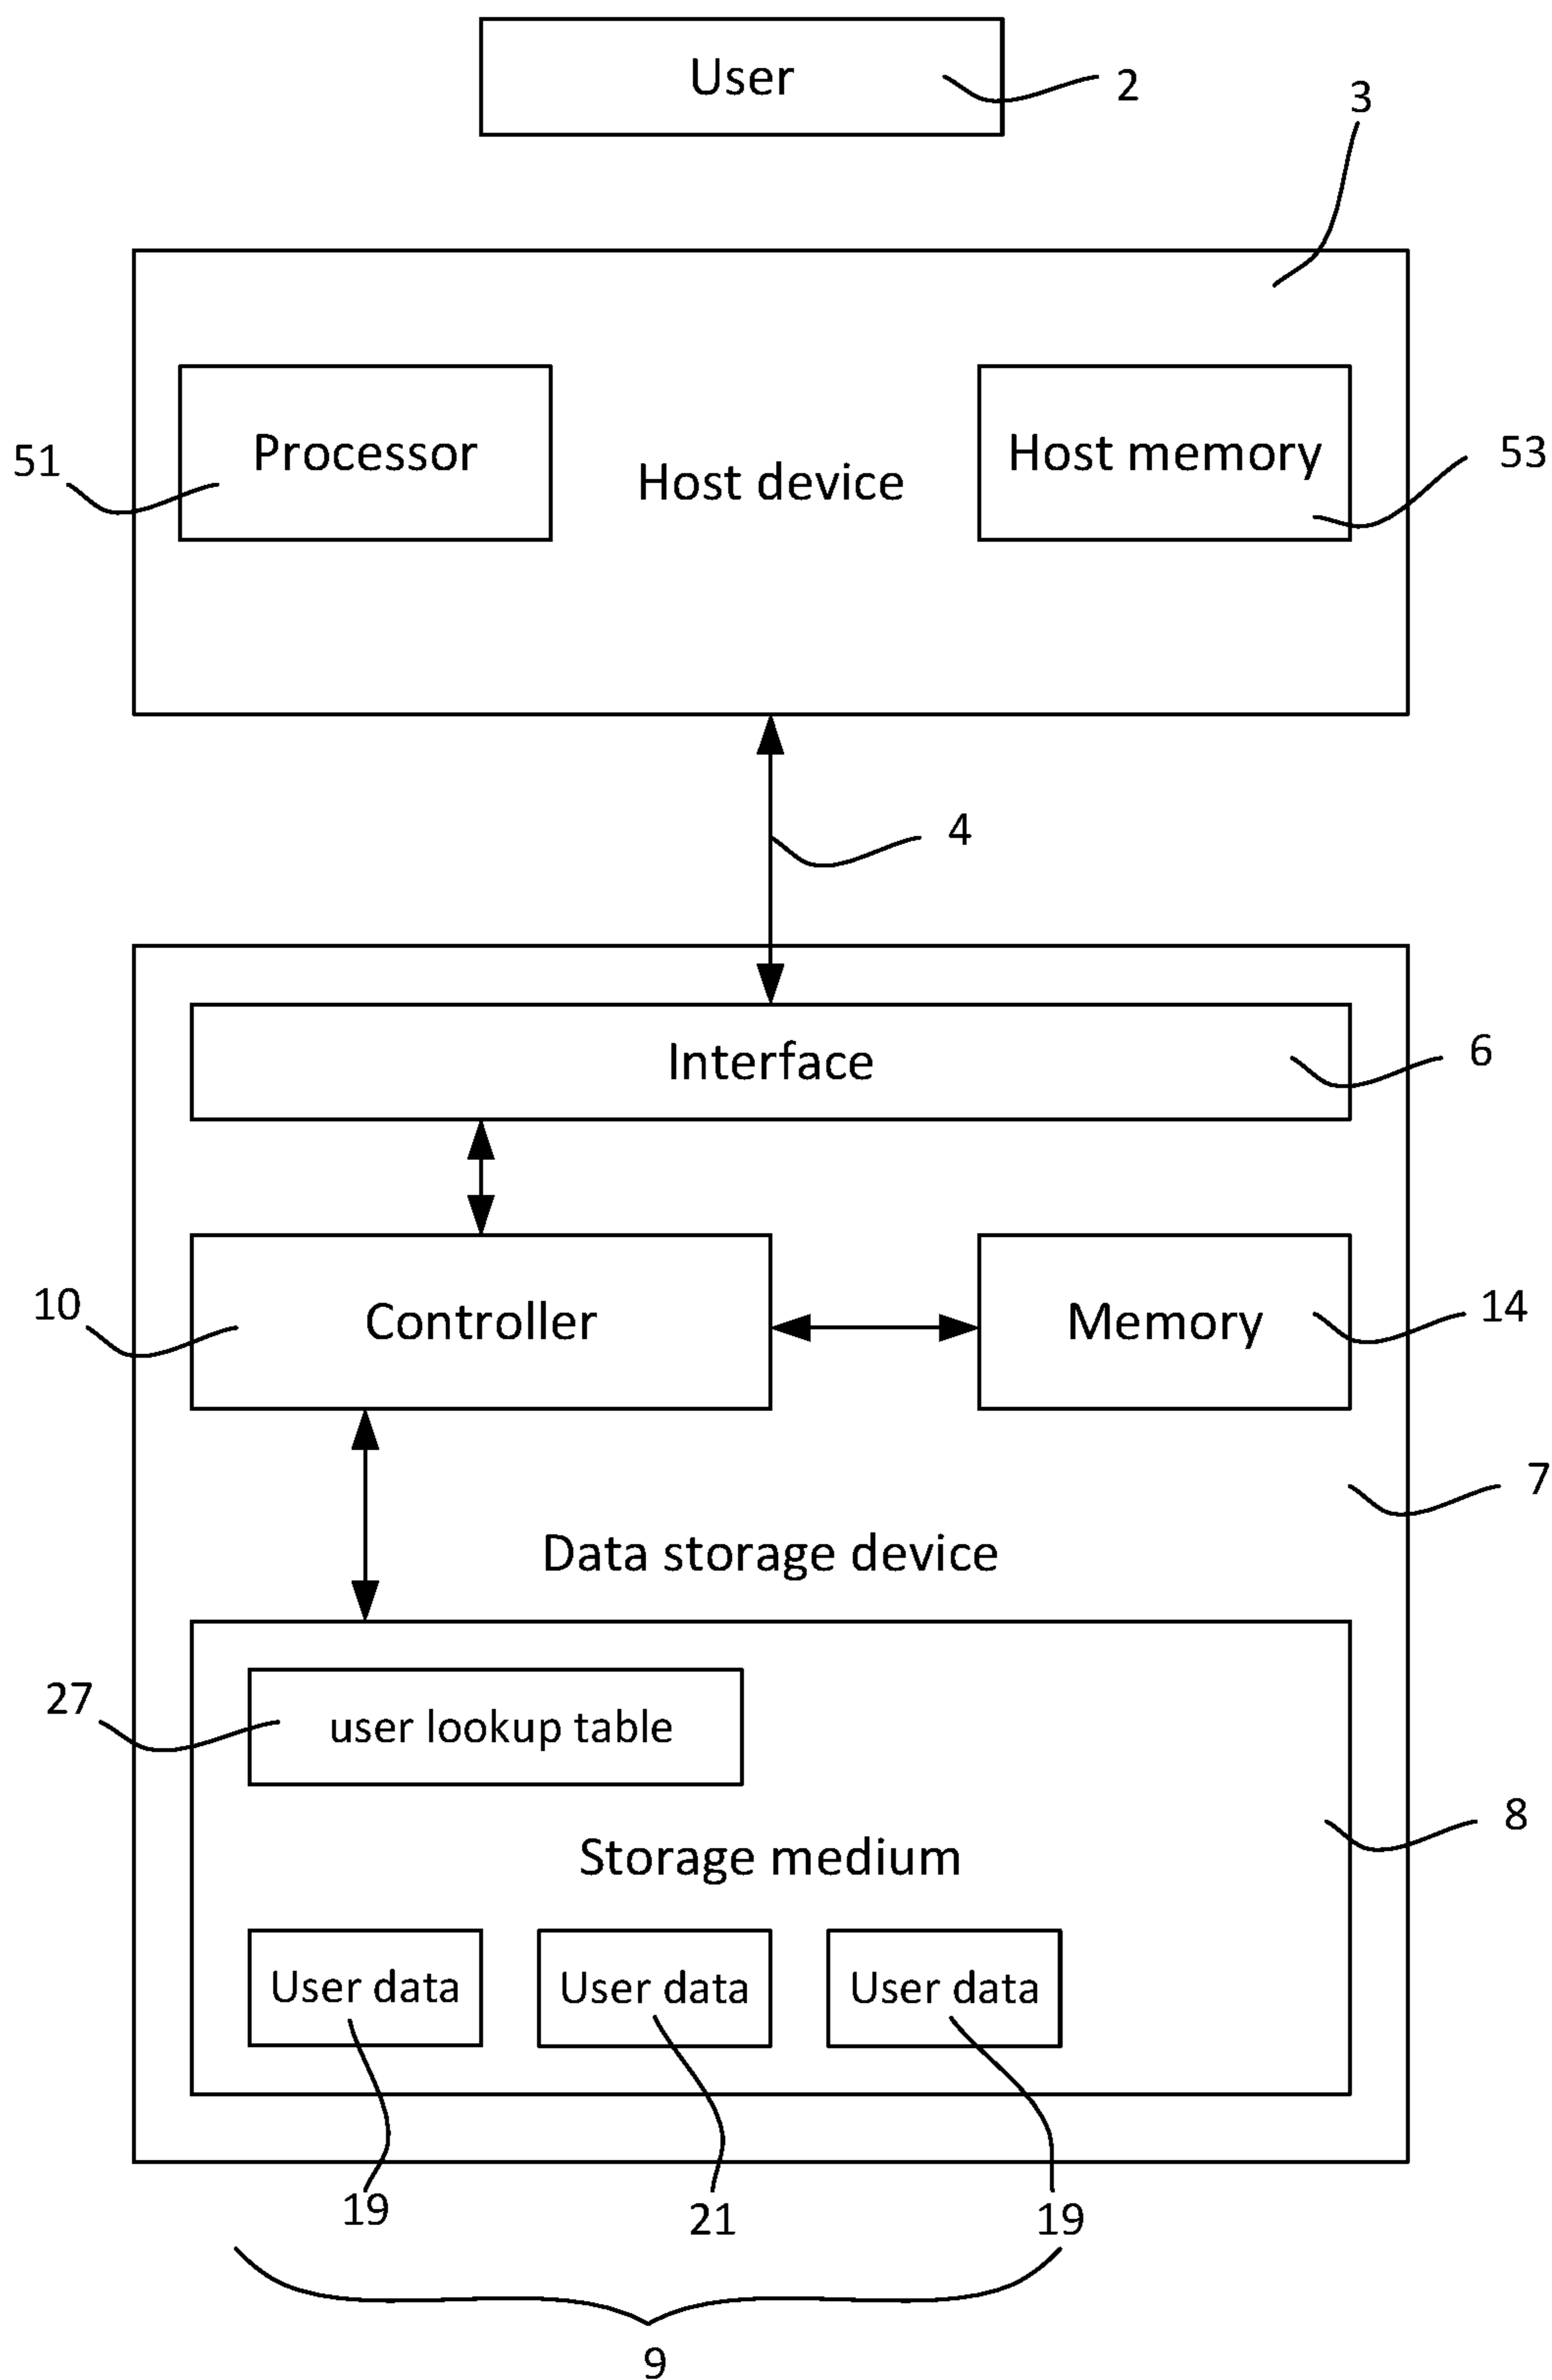 User
2
3
Processor
Host memory
51
Host device
53
4
Interface
6
10
Controller
Memory
14
7
Data storage device
27
user lookup table
8
Storage medium
User data
User data
User data
19
21
19
9